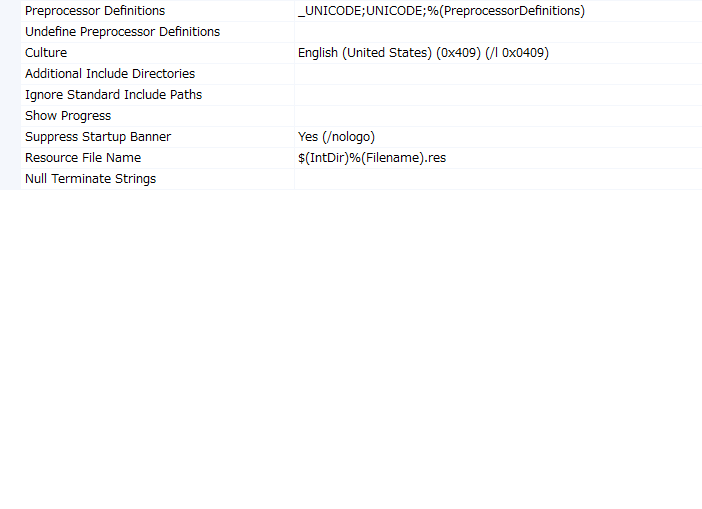 Preprocessor Definitions _UNICODE;UNICODE;%(PreprocessorDefinitions)
Undefine Preprocessor Definitions
Culture English (United States) (0x409) (/l 0x0409)
Additional Include Directories
Ignore Standard Include Paths
Show Progress
Suppress Startup Banner Yes (/nologo)
Resource File Name $(IntDir)%(Filename).res
Null Terminate Strings